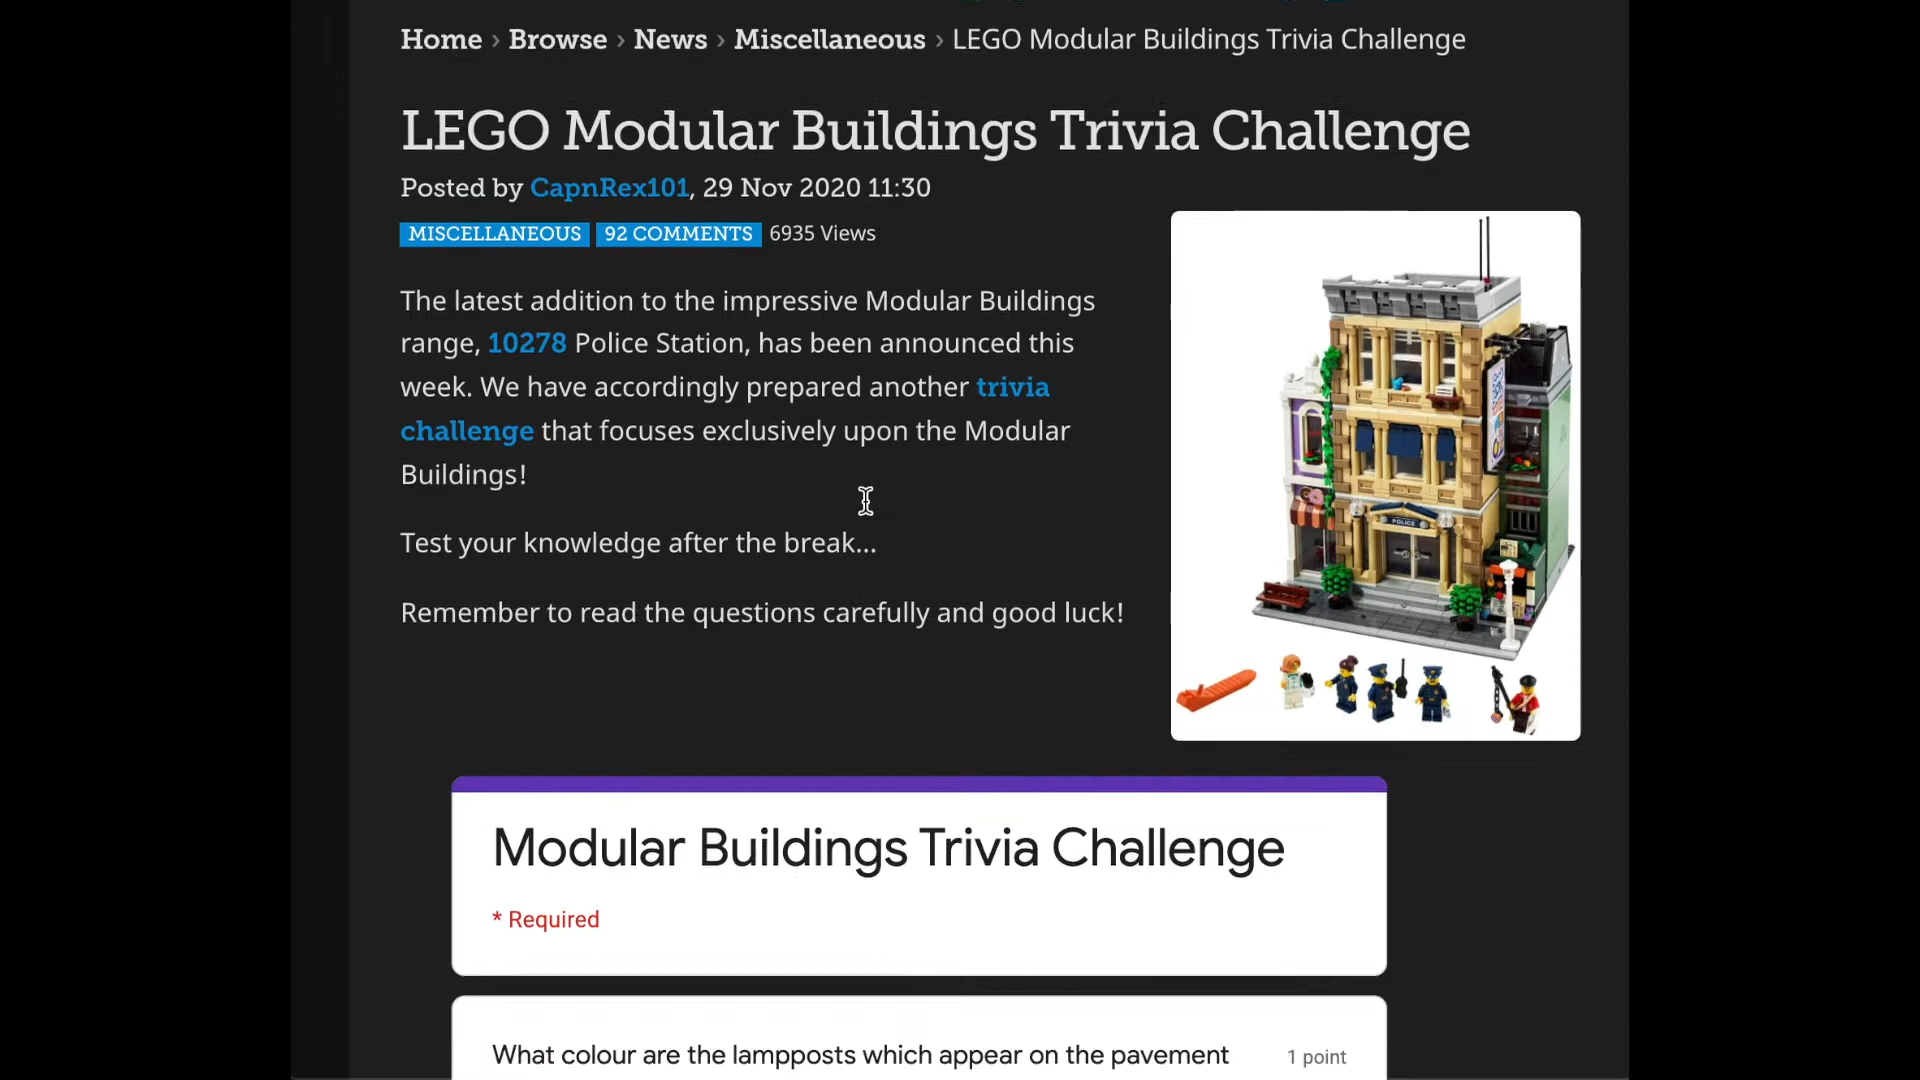 Home › Browse › News › Miscellaneous › LEGO Modular Buildings Trivia Challenge
LEGO Modular Buildings Trivia Challenge
Posted by CapnRex101, 29 Nov 2020 11:30
MISCELLANEOUS 92 COMMENTS 6935 Views
The latest addition to the impressive Modular Buildings
range, 10278 Police Station, has been announced this
week. We have accordingly prepared another trivia
challenge that focuses exclusively upon the Modular
Buildings!
Test your knowledge after the break...
Remember to read the questions carefully and good luck!
POLICE
Modular Buildings Trivia Challenge
* Required
What colour are the lampposts which appear on the pavement 1 point